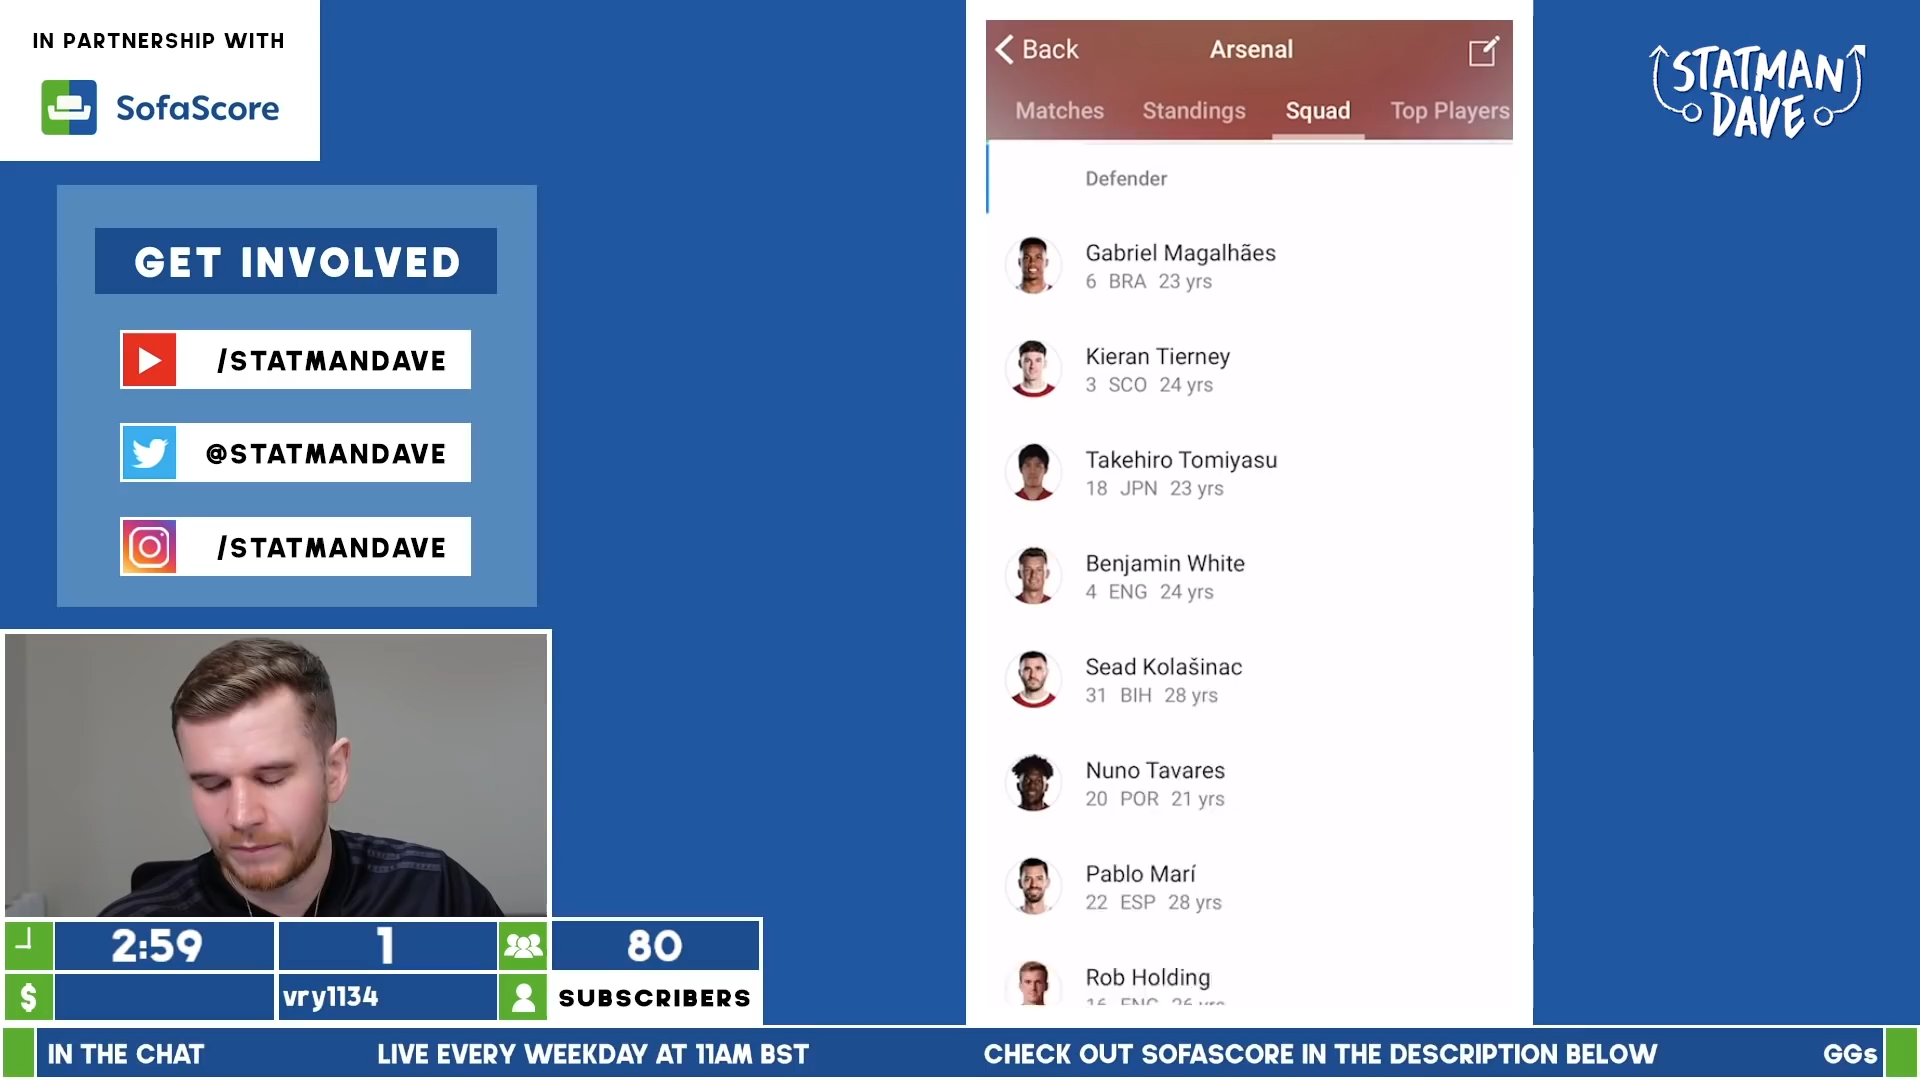 IN PARTNERSHIP WITH
SofaScore
GET INVOLVED
/STATMANDAVE
@STATMANDAVE
/STATMANDAVE
Back
Arsenal
Matches Standings Squad Top Players
Defender
Gabriel Magalhães
6 BRA 23 yrs
Kieran Tierney
3 SCO 24 yrs
Takehiro Tomiyasu
18 JPN 23 yrs
Benjamin White
4 ENG 24 yrs
Sead Kolašinac
31 BIH 28 yrs
Nuno Tavares
20 POR 21 yrs
Pablo Marí
22 ESP 28 yrs
Rob Holding
16 ENG 26 yrs
STATMAN
DAVE
2:59 1 80
$ vry1134 SUBSCRIBERS
IN THE CHAT LIVE EVERY WEEKDAY AT 11AM BST CHECK OUT SOFASCORE IN THE DESCRIPTION BELOW GGs